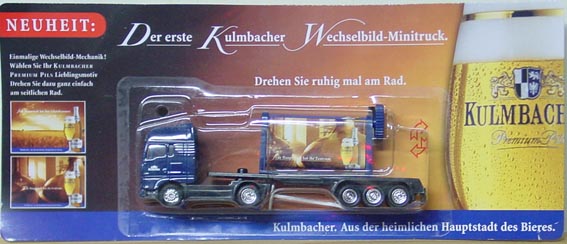 NEUHEIT:
Der erste Kulmbacher Wechselbild-Minitruck.
Einmalige Wechselbild-Mechanik!
Wählen Sie Ihr KULMBACHER
PREMIUM PILS Lieblingsmotiv
Drehen Sie dazu ganz einfach
am seitlichen Rad.
Drehen Sie ruhig mal am Rad.
KULMBACH
Premium
Kulmbacher. Aus der heimlichen Hauptstadt des Bieres.